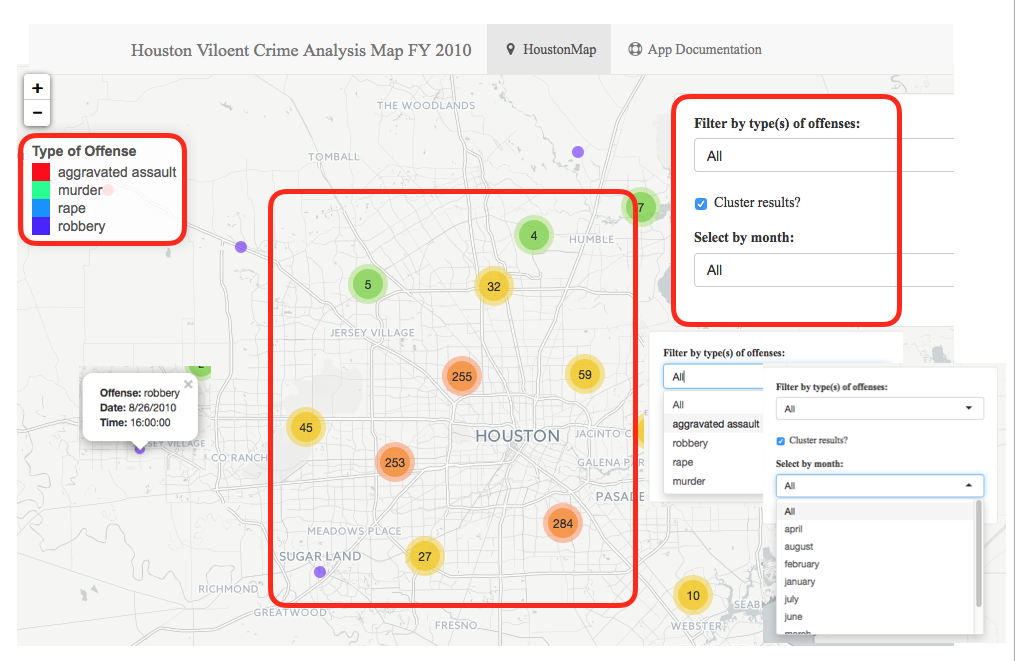 Houston Viloent Crime Analysis Map FY 2010
HoustonMap
App Documentation
+
−
Type of Offense
aggravated assault
murder
rape
robbery
THE WOODLANDS
TOMBALL
HUMBLE
JERSEY VILLAGE
HOUSTON
JACINTO C
GALENA PAR
PASADE
CO RANCH
MEADOWS PLACE
SUGAR LAND
RICHMOND
GREATWOOD
FRESNO
WEBSTER
SEAB
7
4
5
32
255
59
45
253
284
27
10
2
Offense: robbery
Date: 8/26/2010
Time: 16:00:00
×
SEY VILLAGE
Filter by type(s) of offenses:
All
Cluster results?
Select by month:
All
Filter by type(s) of offenses:
All
All
aggravated assault
robbery
rape
murder
Filter by type(s) of offenses:
All
Cluster results?
Select by month:
All
All
april
august
february
january
july
june
march